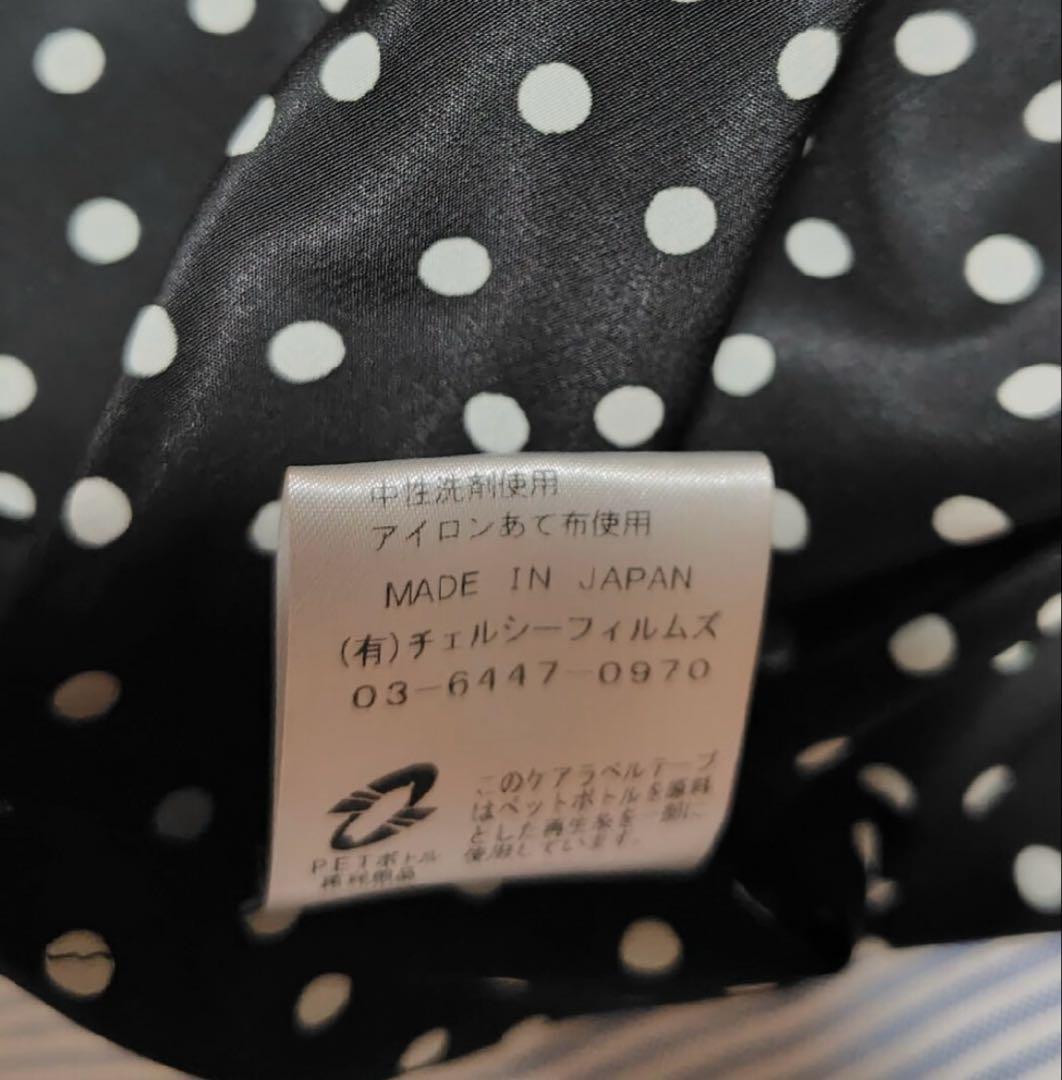 中性洗剤使用
アイロンあて布使用
MADE IN JAPAN
(有)チェルシーフィルムズ
03-6447-0970
このケアラベルテープ
はペットボトルを原料
とした再生糸を一部に
使用しています。
PETボトル
再利用品